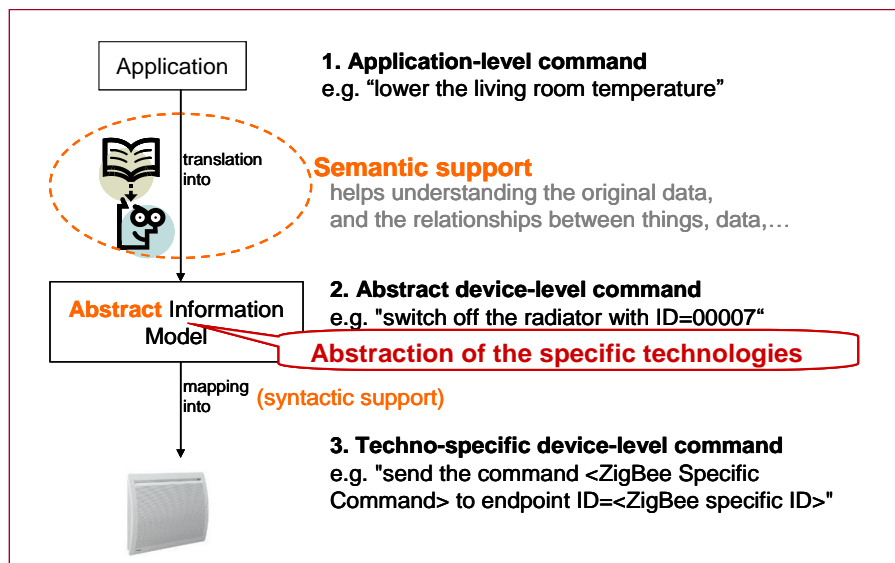 Application
1. Application-level command
e.g. “lower the living room temperature”
translation
into
Semantic support
helps understanding the original data,
and the relationships between things, data,…
Abstract Information
Model
2. Abstract device-level command
e.g. "switch off the radiator with ID=00007“
Abstraction of the specific technologies
mapping
into
(syntactic support)
3. Techno-specific device-level command
e.g. "send the command <ZigBee Specific
Command> to endpoint ID=<ZigBee specific ID>"